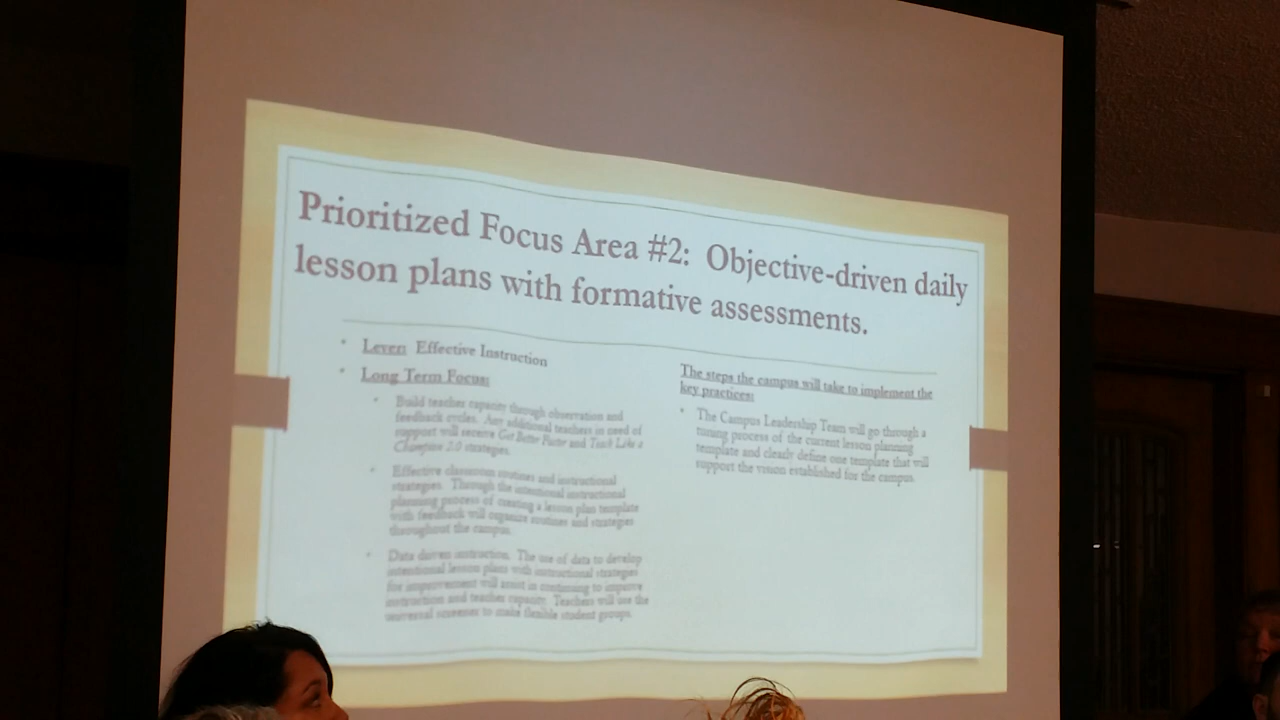 Prioritized Focus Area #2: Objective-driven daily
lesson plans with formative assessments.
Lever: Effective Instruction
Long Term Focus:
Build teacher capacity through observation and
feedback cycles. Any additional teachers in need of
support will receive Get Better Faster and Teach Like a
Champion 2.0 strategies.
Effective classroom routines and instructional
strategies. Through the intentional instructional
planning process of creating a lesson plan template
with feedback will organize routines and strategies
throughout the campus.
Data driven instruction. The use of data to develop
intentional lesson plans with instructional strategies
for improvement will assist in continuing to improve
instruction and teacher capacity. Teachers will use the
universal screener to make flexible student groups.
The steps the campus will take to implement the
key practices:
The Campus Leadership Team will go through a
tuning process of the current lesson planning
template and clearly define one template that will
support the vision established for the campus.